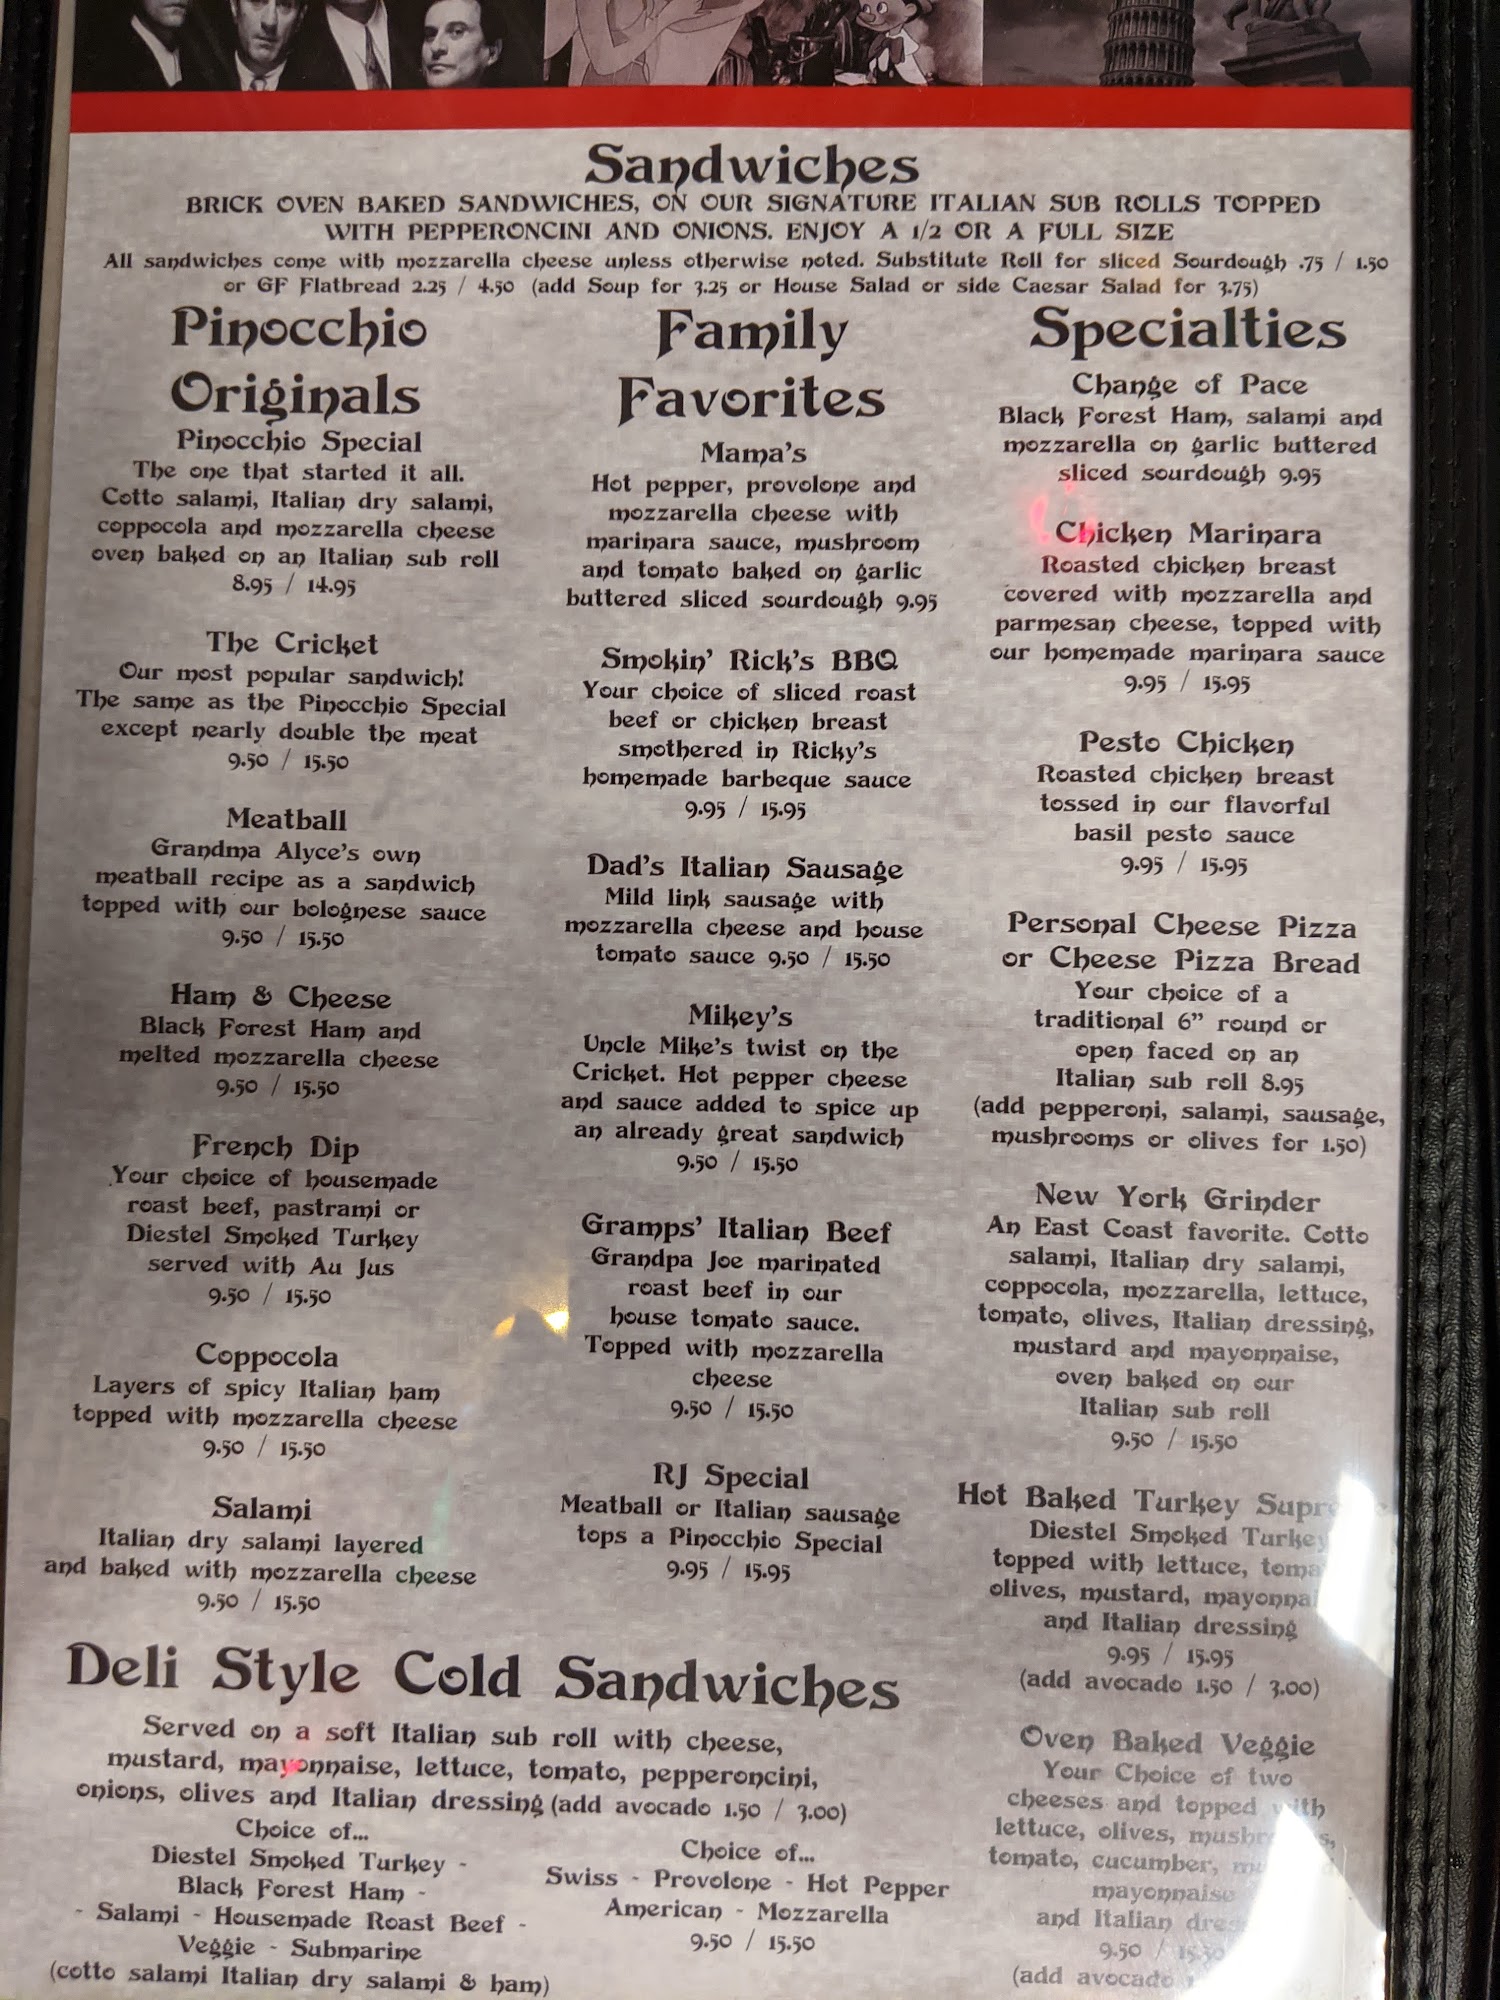 Sandwiches
BRICK OVEN BAKED SANDWICHES, ON OUR SIGNATURE ITALIAN SUB ROLLS TOPPED
WITH PEPPERONCINI AND ONIONS. ENJOY A 1/2 OR A FULL SIZE
All sandwiches come with mozzarella cheese unless otherwise noted. Substitute Roll for sliced Sourdough .75 / 1.50
or GF Flatbread 2.25 / 4.50 (add Soup for 3.25 or House Salad or side Caesar Salad for 3.75)
Pinocchio
Originals
Pinocchio Special
The one that started it all.
Cotto salami, Italian dry salami,
coppocola and mozzarella cheese
oven baked on an Italian sub roll
8.95 / 14.95
The Cricket
Our most popular sandwich!
The same as the Pinocchio Special
except nearly double the meat
9.50 / 15.50
Meatball
Grandma Alyce's own
meatball recipe as a sandwich
topped with our bolognese sauce
9.50 / 15.50
Ham & Cheese
Black Forest Ham and
melted mozzarella cheese
9.50 / 15.50
French Dip
Your choice of housemade
roast beef, pastrami or
Diestel Smoked Turkey
served with Au Jus
9.50 / 15.50
Coppocola
Layers of spicy Italian ham
topped with mozzarella cheese
9.50 / 15.50
Salami
Italian dry salami layered
and baked with mozzarella cheese
9.50 / 15.50
Family
Favorites
Mama's
Hot pepper, provolone and
mozzarella cheese with
marinara sauce, mushroom
and tomato baked on garlic
buttered sliced sourdough 9.95
Smokin' Rick's BBQ
Your choice of sliced roast
beef or chicken breast
smothered in Ricky's
homemade barbeque sauce
9.95 / 15.95
Dad's Italian Sausage
Mild link sausage with
mozzarella cheese and house
tomato sauce 9.50 / 15.50
Mikey's
Uncle Mike's twist on the
Cricket. Hot pepper cheese
and sauce added to spice up
an already great sandwich
9.50 / 15.50
Gramps' Italian Beef
Grandpa Joe marinated
roast beef in our
house tomato sauce.
Topped with mozzarella
cheese
9.50 / 15.50
RJ Special
Meatball or Italian sausage
tops a Pinocchio Special
9.95 / 15.95
Specialties
Change of Pace
Black Forest Ham, salami and
mozzarella on garlic buttered
sliced sourdough 9.95
Chicken Marinara
Roasted chicken breast
covered with mozzarella and
parmesan cheese, topped with
our homemade marinara sauce
9.95 / 15.95
Pesto Chicken
Roasted chicken breast
tossed in our flavorful
basil pesto sauce
9.95 / 15.95
Personal Cheese Pizza
or Cheese Pizza Bread
Your choice of a
traditional 6" round or
open faced on an
Italian sub roll 8.95
(add pepperoni, salami, sausage,
mushrooms or olives for 1.50)
New York Grinder
An East Coast favorite. Cotto
salami, Italian dry salami,
coppocola, mozzarella, lettuce,
tomato, olives, Italian dressing,
mustard and mayonnaise,
oven baked on our
Italian sub roll
9.50 / 15.50
Hot Baked Turkey
Diestel Smoked Turkey
topped with lettuce,
olives, mustard,
and Italian dressing
9.95 / 15.95
(add avocado 1.50 / 3.00)
Oven Baked Veggie
Your Choice of two
cheeses and topped with
lettuce, olives,
tomato, cucumber,
mayonnaise
and Italian
9.50 / 15.50
(add avocado
Deli Style Cold Sandwiches
Served on a soft Italian sub roll with cheese,
mustard, mayonnaise, lettuce, tomato, pepperoncini,
onions, olives and Italian dressing (add avocado 1.50 / 3.00)
Choice of...
Diestel Smoked Turkey -
Black Forest Ham -
- Salami - Housemade Roast Beef -
Veggie - Submarine
(cotto salami Italian dry salami & ham)
Choice of...
Swiss - Provolone - Hot Pepper
American - Mozzarella
9.50 / 15.50